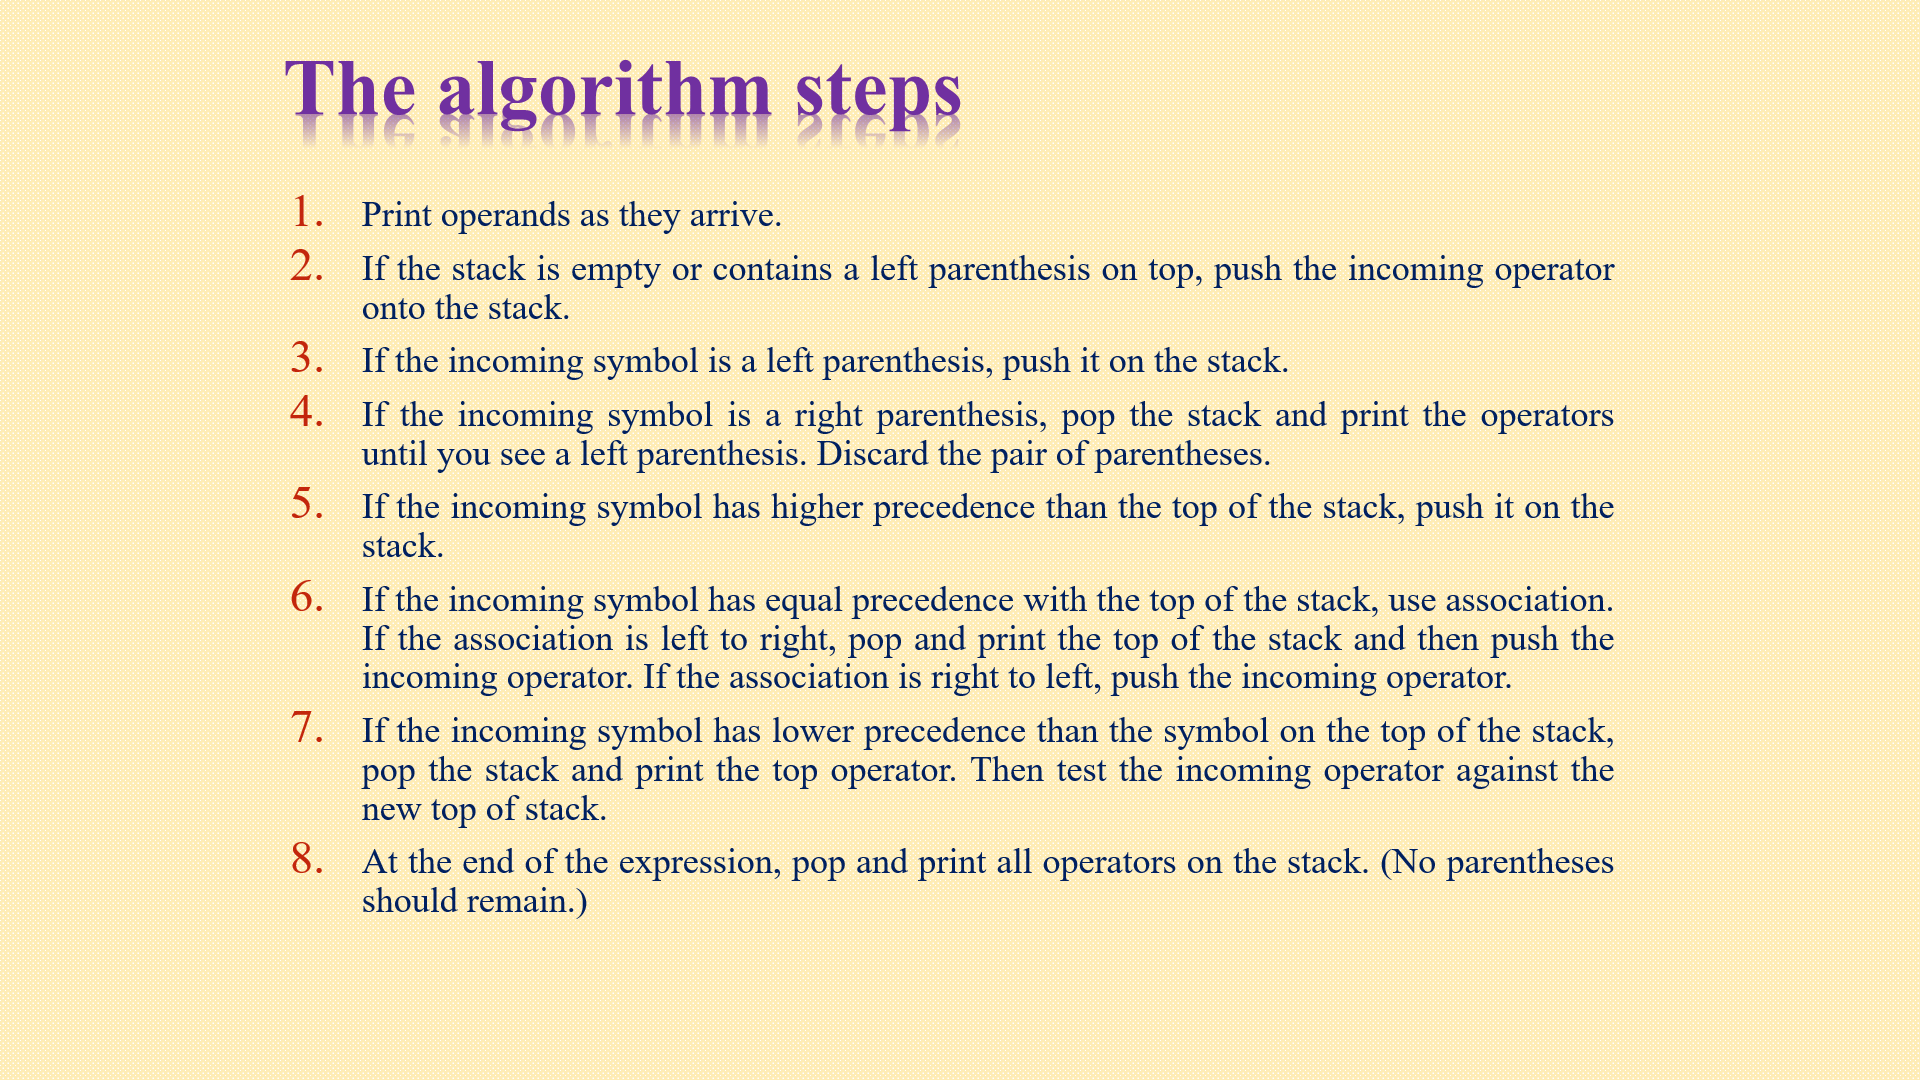 The algorithm steps
1. Print operands as they arrive.
2. If the stack is empty or contains a left parenthesis on top, push the incoming operator
onto the stack.
3. If the incoming symbol is a left parenthesis, push it on the stack.
4. If the incoming symbol is a right parenthesis, pop the stack and print the operators
until you see a left parenthesis. Discard the pair of parentheses.
5. If the incoming symbol has higher precedence than the top of the stack, push it on the
stack.
6. If the incoming symbol has equal precedence with the top of the stack, use association.
If the association is left to right, pop and print the top of the stack and then push the
incoming operator. If the association is right to left, push the incoming operator.
7. If the incoming symbol has lower precedence than the symbol on the top of the stack,
pop the stack and print the top operator. Then test the incoming operator against the
new top of stack.
8. At the end of the expression, pop and print all operators on the stack. (No parentheses
should remain.)